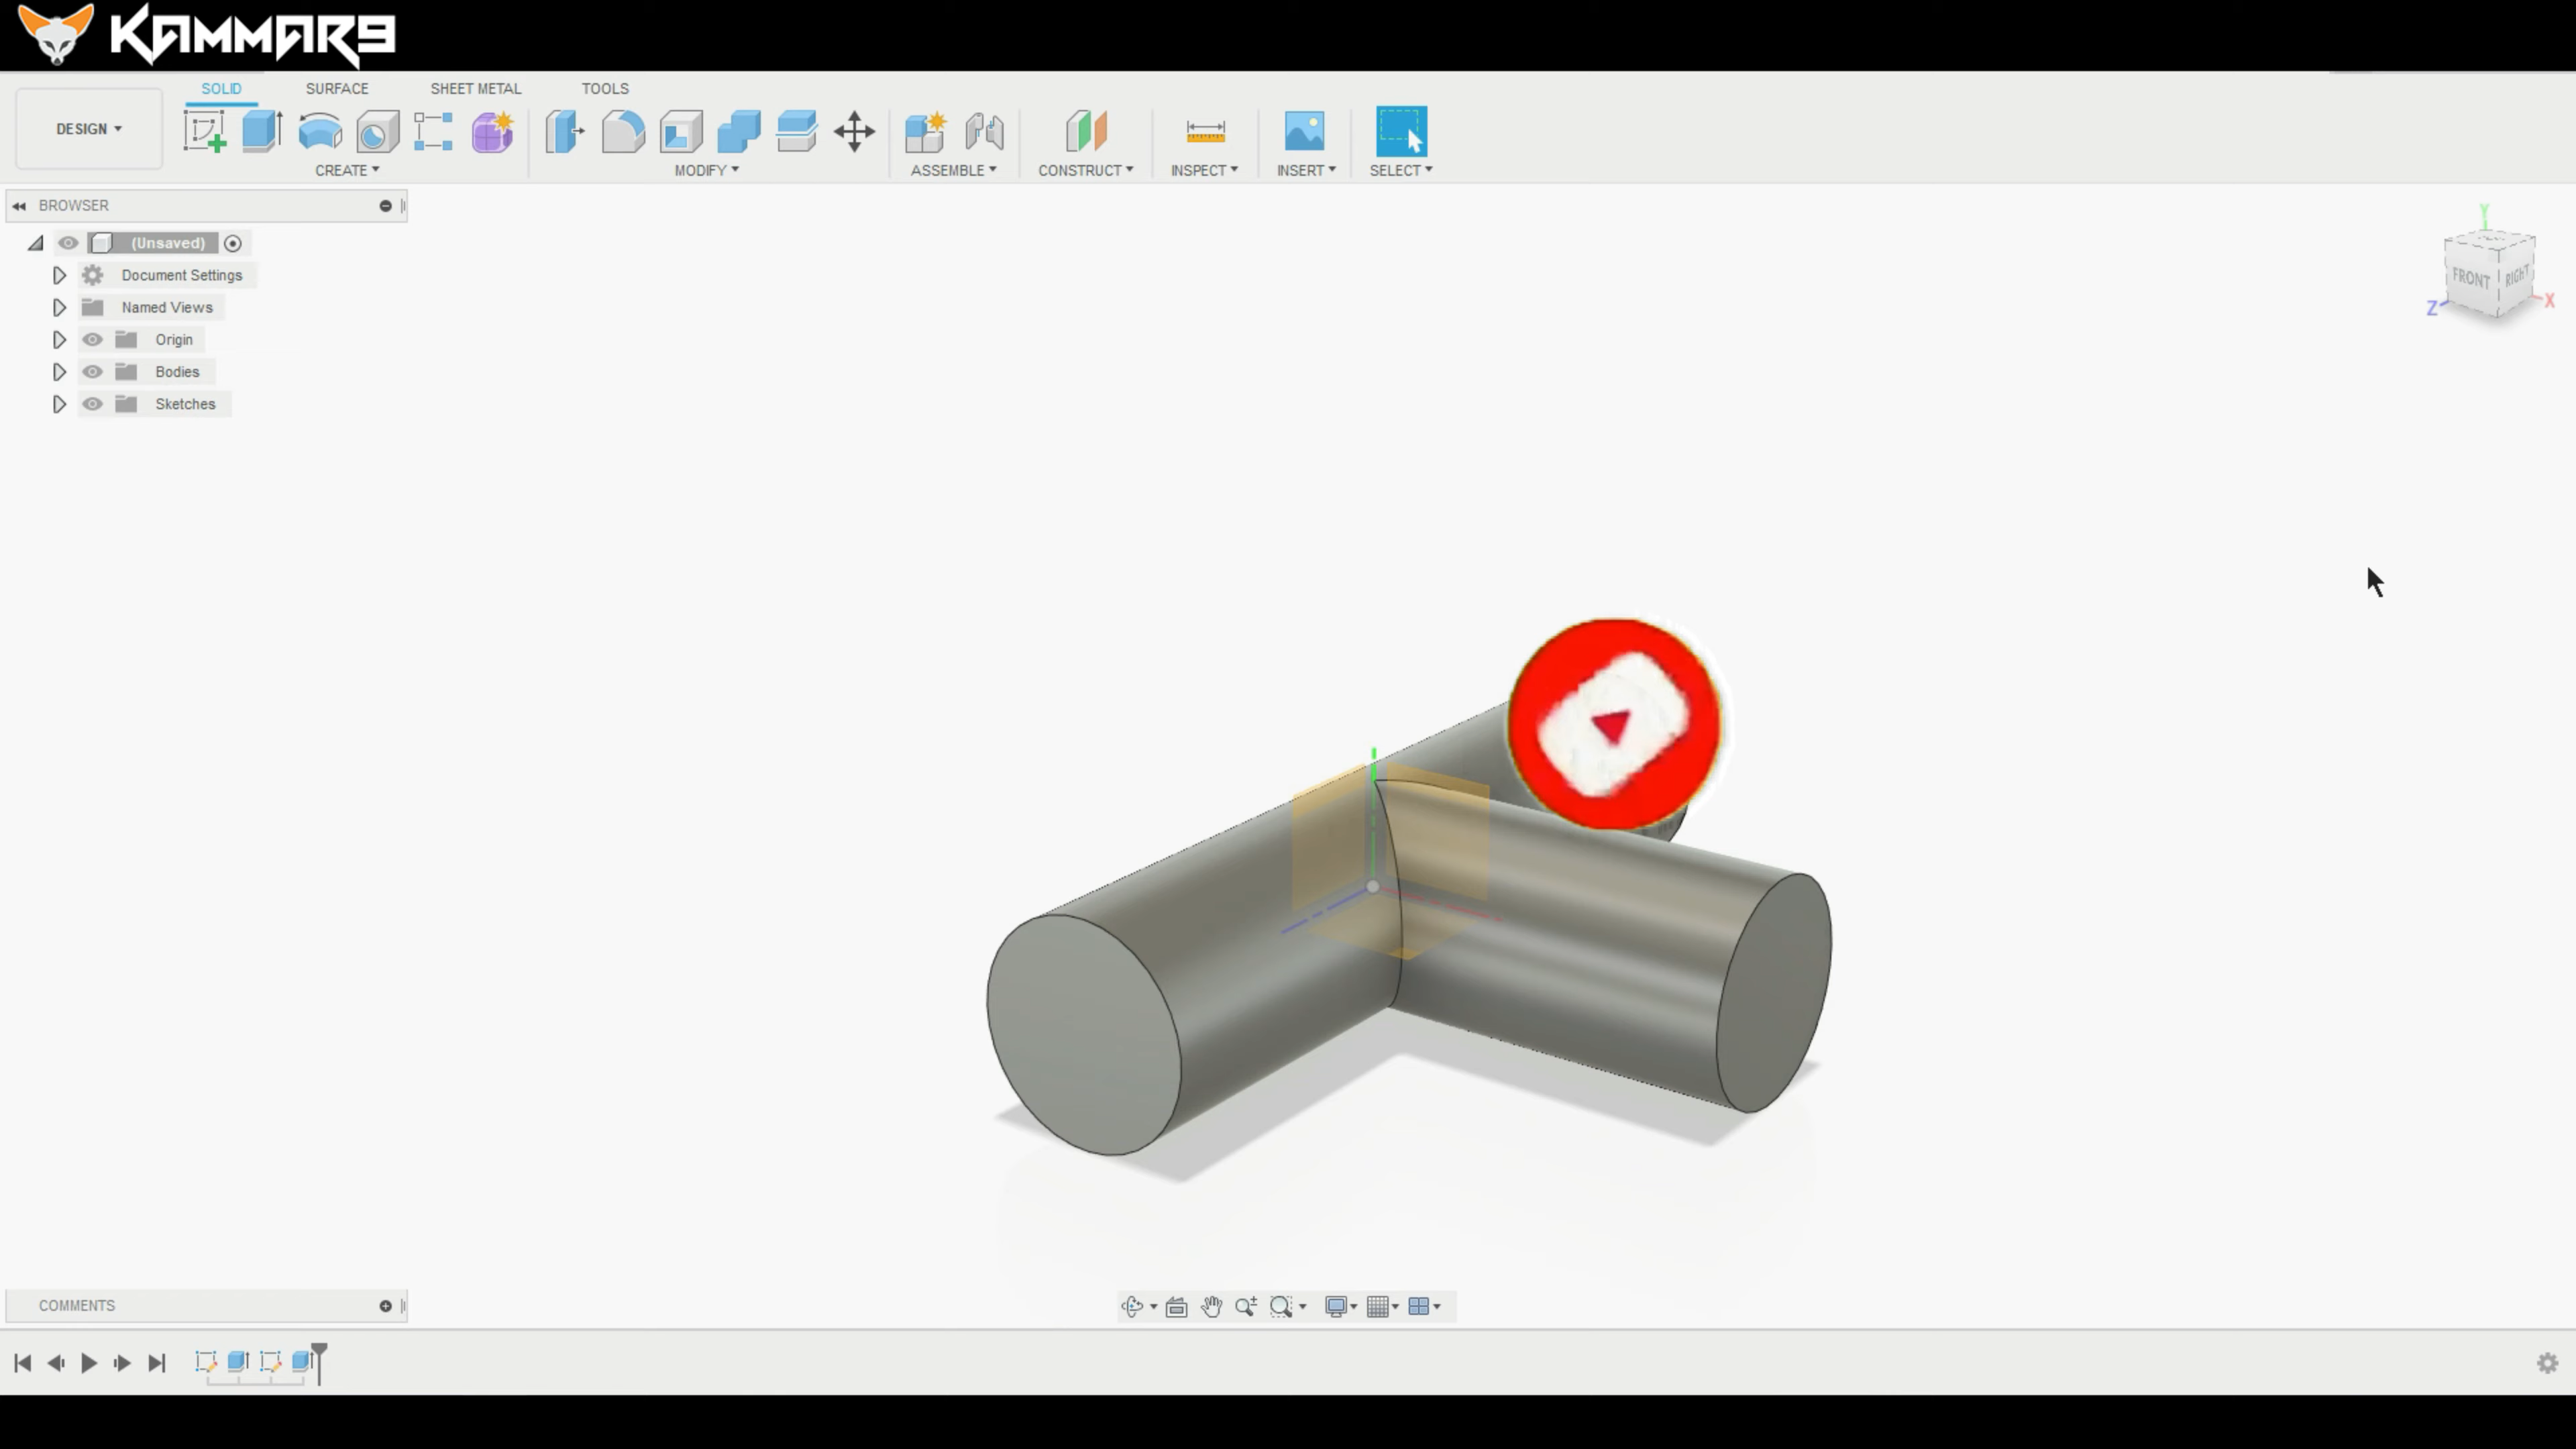 KAMMAR9
SOLID SURFACE SHEET METAL TOOLS
DESIGN
CREATE MODIFY ASSEMBLE CONSTRUCT INSPECT INSERT SELECT
BROWSER
(Unsaved)
Document Settings
Named Views
Origin
Bodies
Sketches
Y
FRONT RIGHT
Z X
COMMENTS